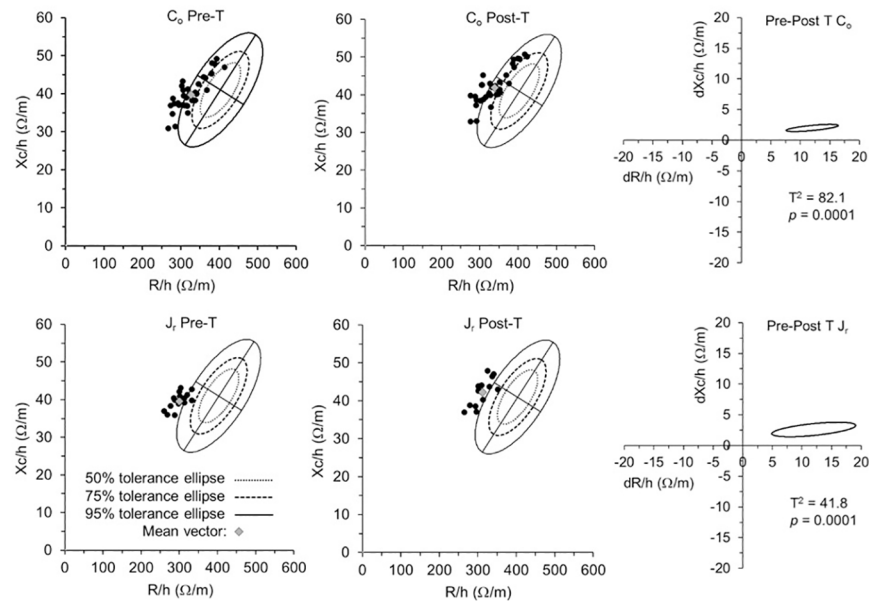 C₀ Pre-T
Xc/h (Ω/m)
60
50
40
30
20
10
0
0 100 200 300 400 500 600
R/h (Ω/m)
C₀ Post-T
Xc/h (Ω/m)
60
50
40
30
20
10
0
0 100 200 300 400 500 600
R/h (Ω/m)
Pre-Post T C₀
dXc/h (Ω/m)
20
15
10
5
0
-20 -15 -10 -5 0 5 10 15 20
dR/h (Ω/m)
-5
-10
-15
-20
T² = 82.1
p = 0.0001
Jᵣ Pre-T
Xc/h (Ω/m)
60
50
40
30
20
10
0
50% tolerance ellipse
75% tolerance ellipse
95% tolerance ellipse
Mean vector:
0 100 200 300 400 500 600
R/h (Ω/m)
Jᵣ Post-T
Xc/h (Ω/m)
60
50
40
30
20
10
0
0 100 200 300 400 500 600
R/h (Ω/m)
Pre-Post T Jᵣ
dXc/h (Ω/m)
20
15
10
5
0
-20 -15 -10 -5 0 5 10 15 20
dR/h (Ω/m)
-5
-10
-15
-20
T² = 41.8
p = 0.0001